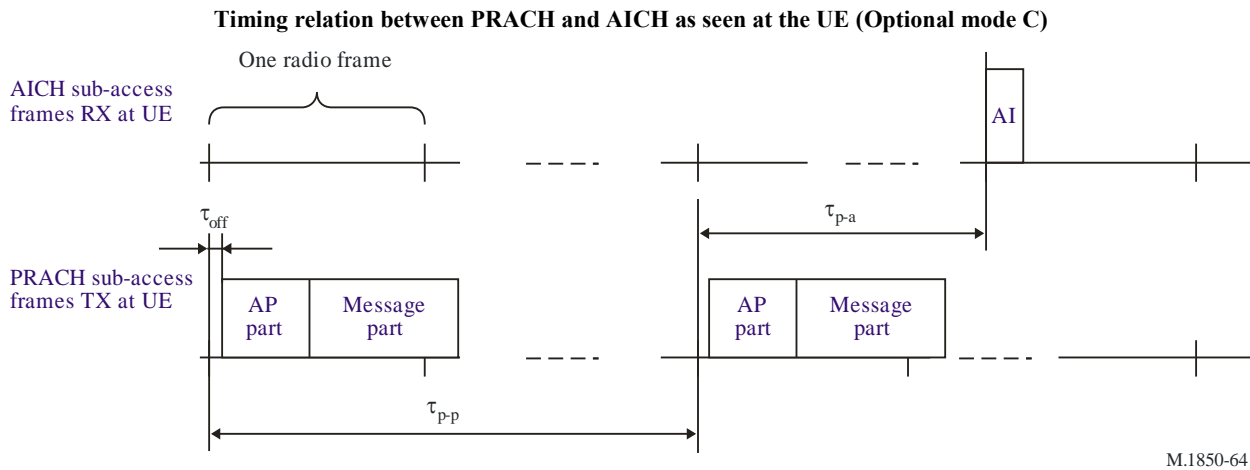 Timing relation between PRACH and AICH as seen at the UE (Optional mode C)
One radio frame
AICH sub-access
frames RX at UE
AI
τoff
τp-a
PRACH sub-access
frames TX at UE
AP
part
Message
part
AP
part
Message
part
τp-p
M.1850-64